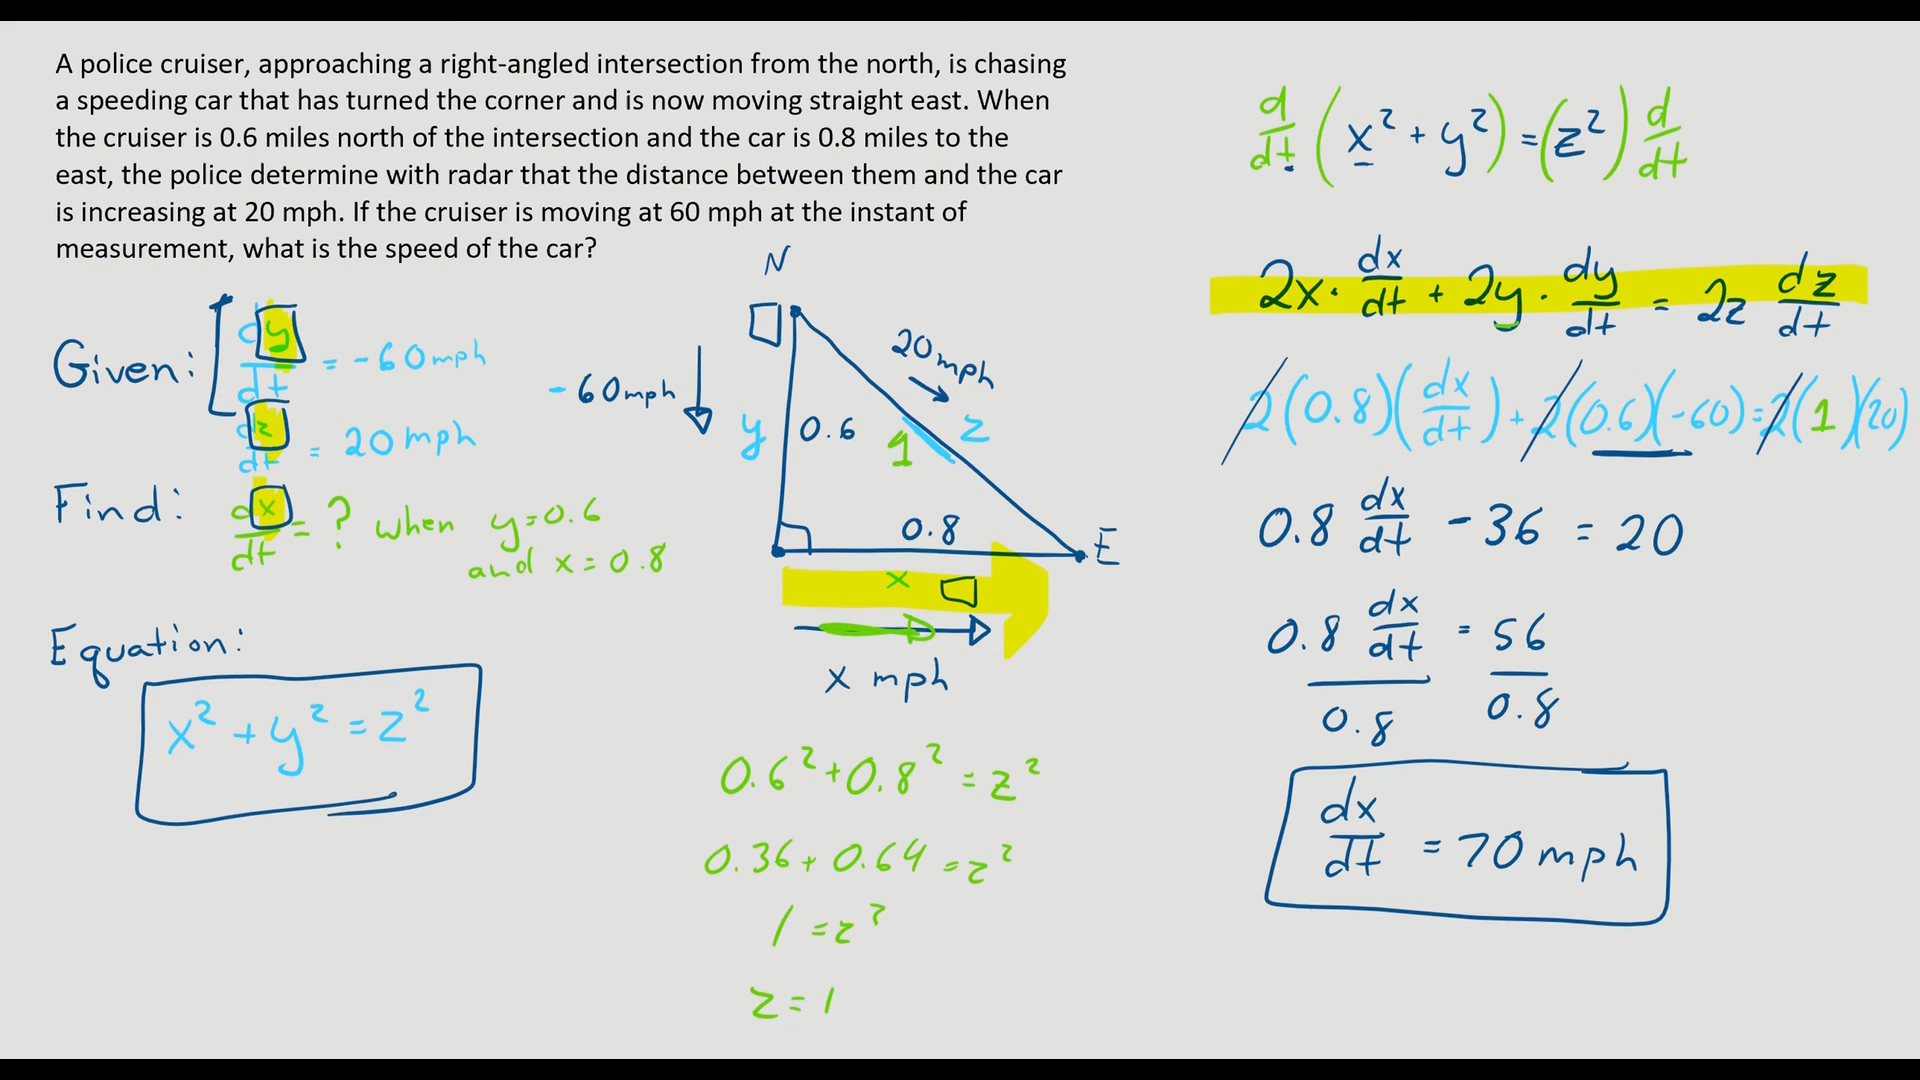 A police cruiser, approaching a right-angled intersection from the north, is chasing
a speeding car that has turned the corner and is now moving straight east. When
the cruiser is 0.6 miles north of the intersection and the car is 0.8 miles to the
east, the police determine with radar that the distance between them and the car
is increasing at 20 mph. If the cruiser is moving at 60 mph at the instant of
measurement, what is the speed of the car?
Given: dy/dt = -60mph
dz/dt = 20mph
Find: dx/dt = ? when y=0.6
and x=0.8
Equation:
x² + y² = z²
N
20mph
-60mph
y
0.6
1
z
0.8
E
x
x mph
0.6² + 0.8² = z²
0.36 + 0.64 = z²
1 = z²
z = 1
d/dt (x² + y²) = (z²) d/dt
2x · dx/dt + 2y · dy/dt = 2z dz/dt
2(0.8)(dx/dt) + 2(0.6)(-60) = 2(1)(20)
0.8 dx/dt - 36 = 20
0.8 dx/dt = 56
0.8 0.8
dx/dt = 70mph